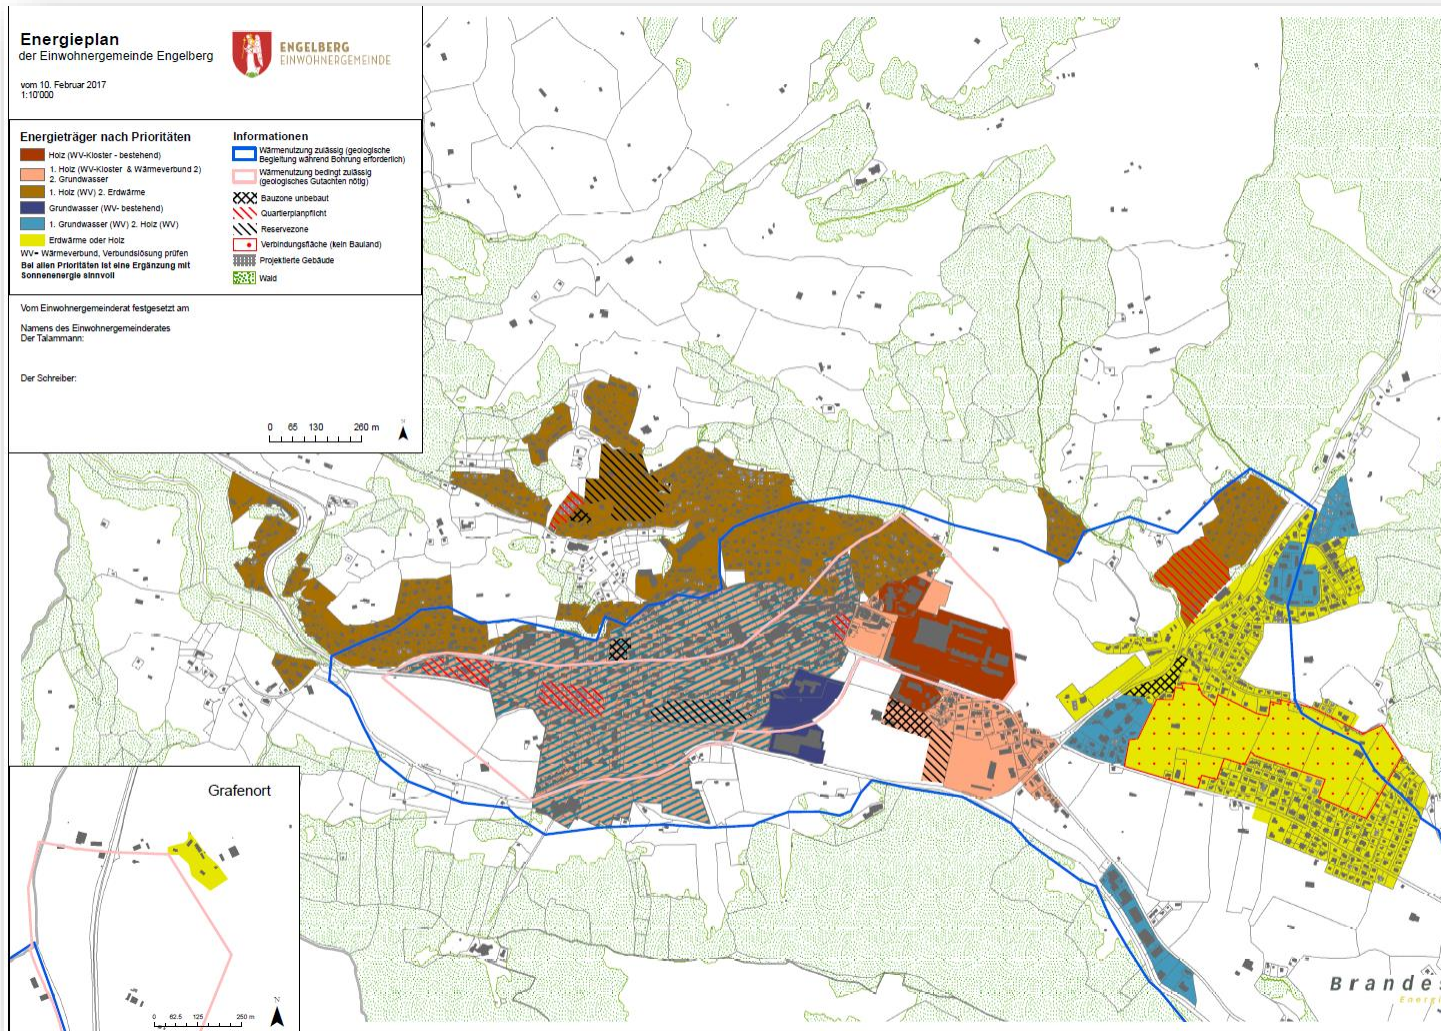 Energieplan
der Einwohnergemeinde Engelberg
ENGELBERG
EINWOHNERGEMEINDE
vom 10. Februar 2017
1:10'000
Energieträger nach Prioritäten
Holz (WV-Kloster - bestehend)
1. Holz (WV-Kloster & Wärmeverbund 2)
2. Grundwasser
1. Holz (WV) 2. Erdwärme
Grundwasser (WV- bestehend)
1. Grundwasser (WV) 2. Holz (WV)
Erdwärme oder Holz
WV= Wärmeverbund, Verbundslösung prüfen
Bei allen Prioritäten ist eine Ergänzung mit
Sonnenenergie sinnvoll
Informationen
Wärmenutzung zulässig (geologische
Begleitung während Bohrung erforderlich)
Wärmenutzung bedingt zulässig
(geologisches Gutachten nötig)
Bauzone unbebaut
Quartierplanpflicht
Reservezone
Verbindungsfläche (kein Bauland)
Projektierte Gebäude
Wald
Vom Einwohnergemeinderat festgesetzt am
Namens des Einwohnergemeinderates
Der Talammann:
Der Schreiber:
0 65 130 260 m
N
Grafenort
0 62.5 125 250 m
N
Brandes
Energi